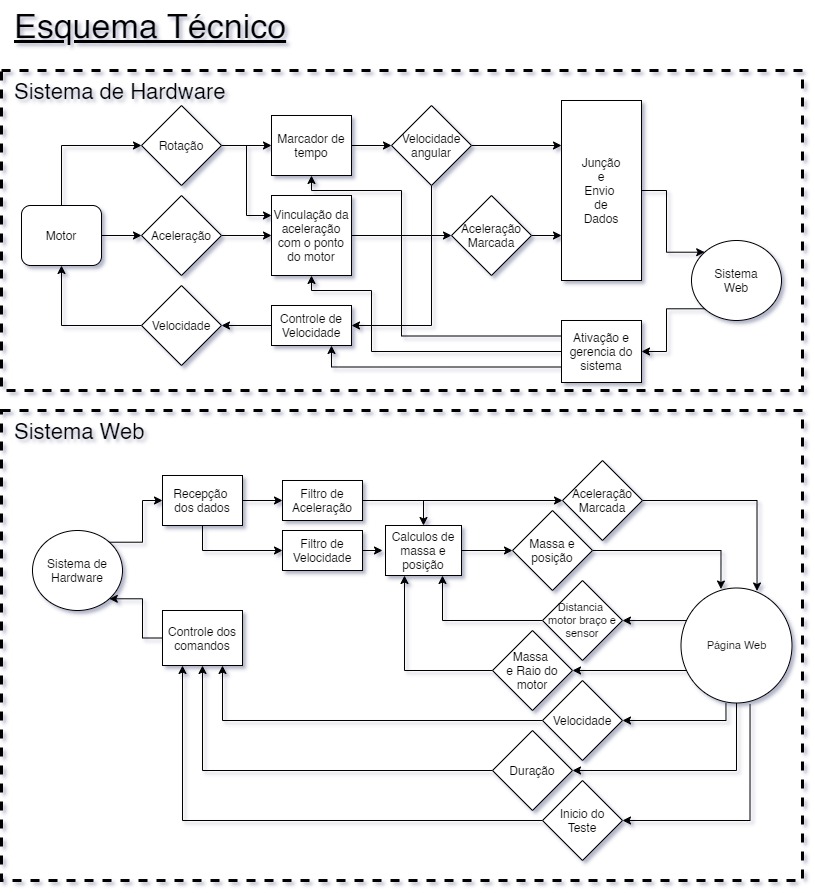 Esquema Técnico
Sistema de Hardware
Rotação
Marcador de
tempo
Velocidade
angular
Junção
e
Envio
de
Dados
Motor
Aceleração
Vinculação da
aceleração
com o ponto
do motor
Aceleração
Marcada
Sistema
Web
Velocidade
Controle de
Velocidade
Ativação e
gerencia do
sistema
Sistema Web
Recepção
dos dados
Filtro de
Aceleração
Aceleração
Marcada
Sistema de
Hardware
Filtro de
Velocidade
Calculos de
massa e
posição
Massa e
posição
Distancia
motor braço e
sensor
Controle dos
comandos
Massa
e Raio do
motor
Página Web
Velocidade
Duração
Inicio do
Teste